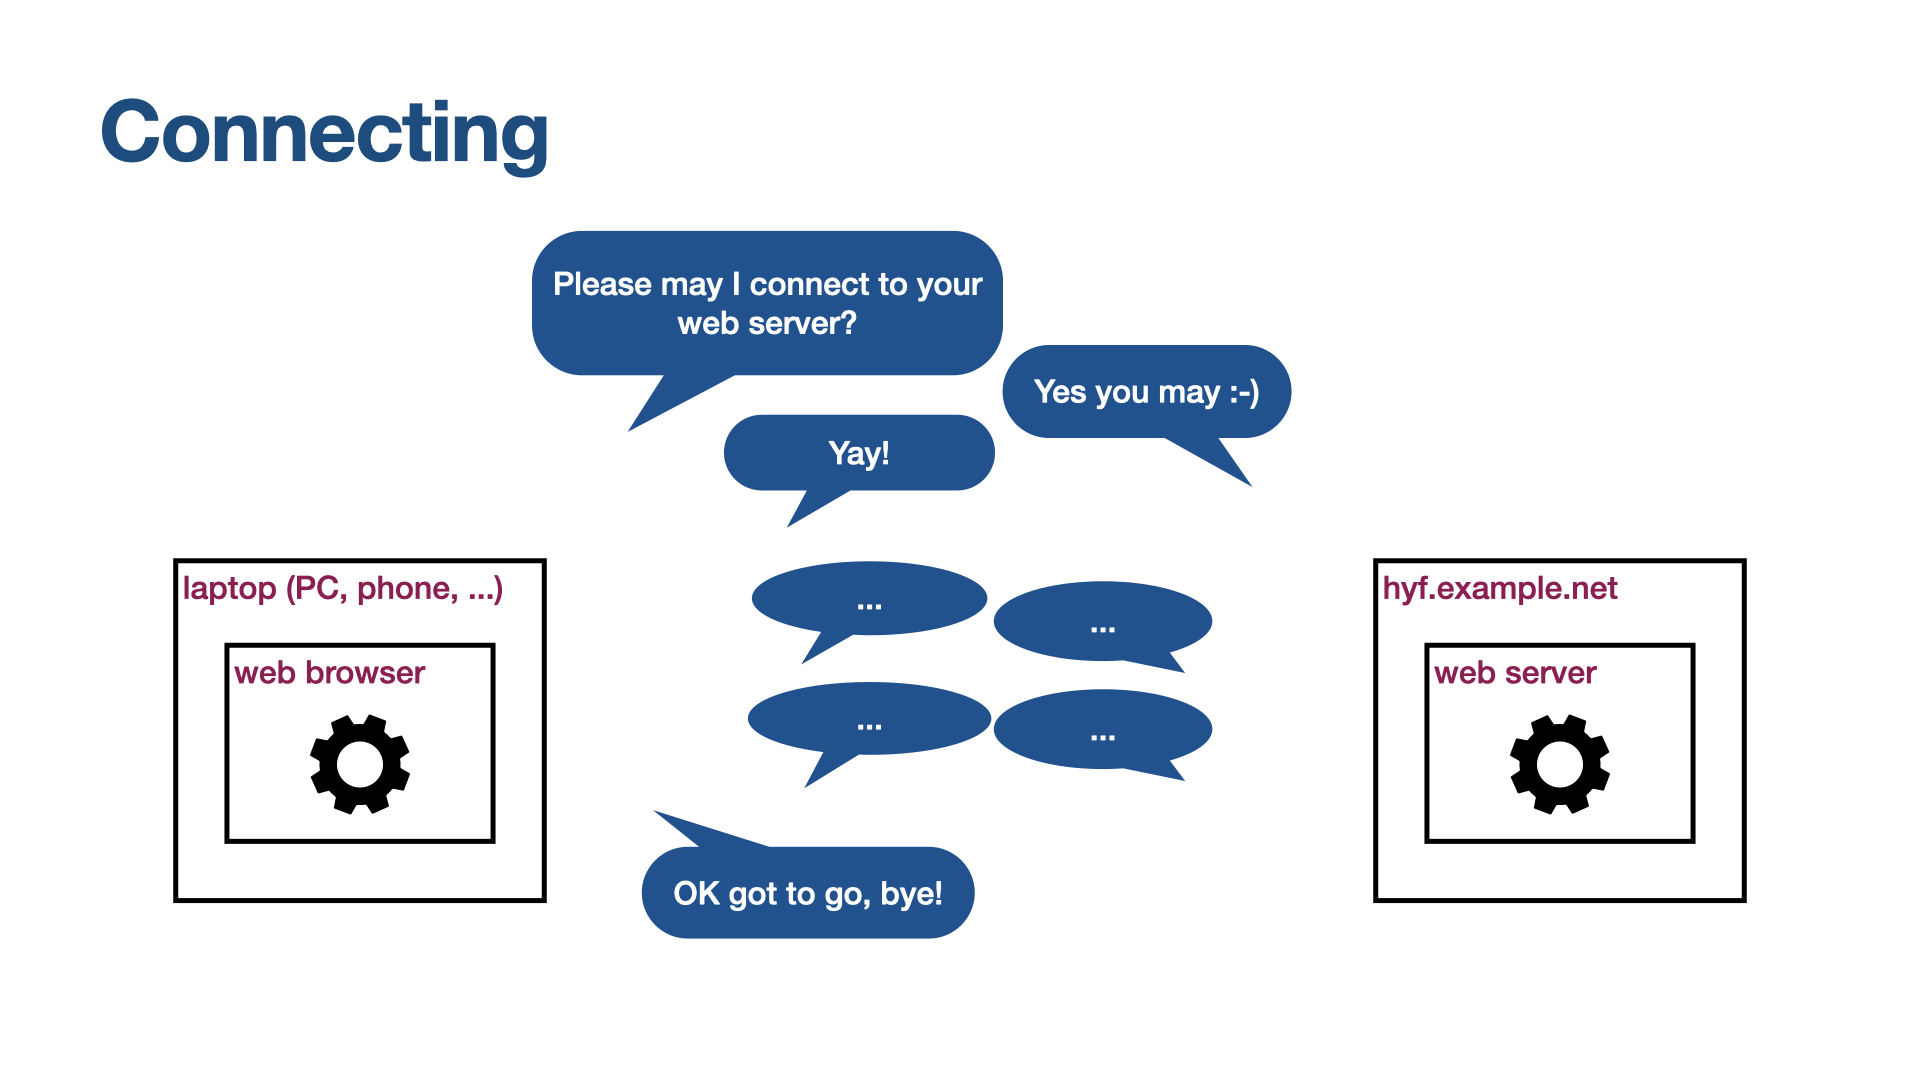 Connecting
Please may I connect to your
web server?
Yes you may :-)
Yay!
laptop (PC, phone, ...)
web browser
...
...
...
...
hyf.example.net
web server
OK got to go, bye!